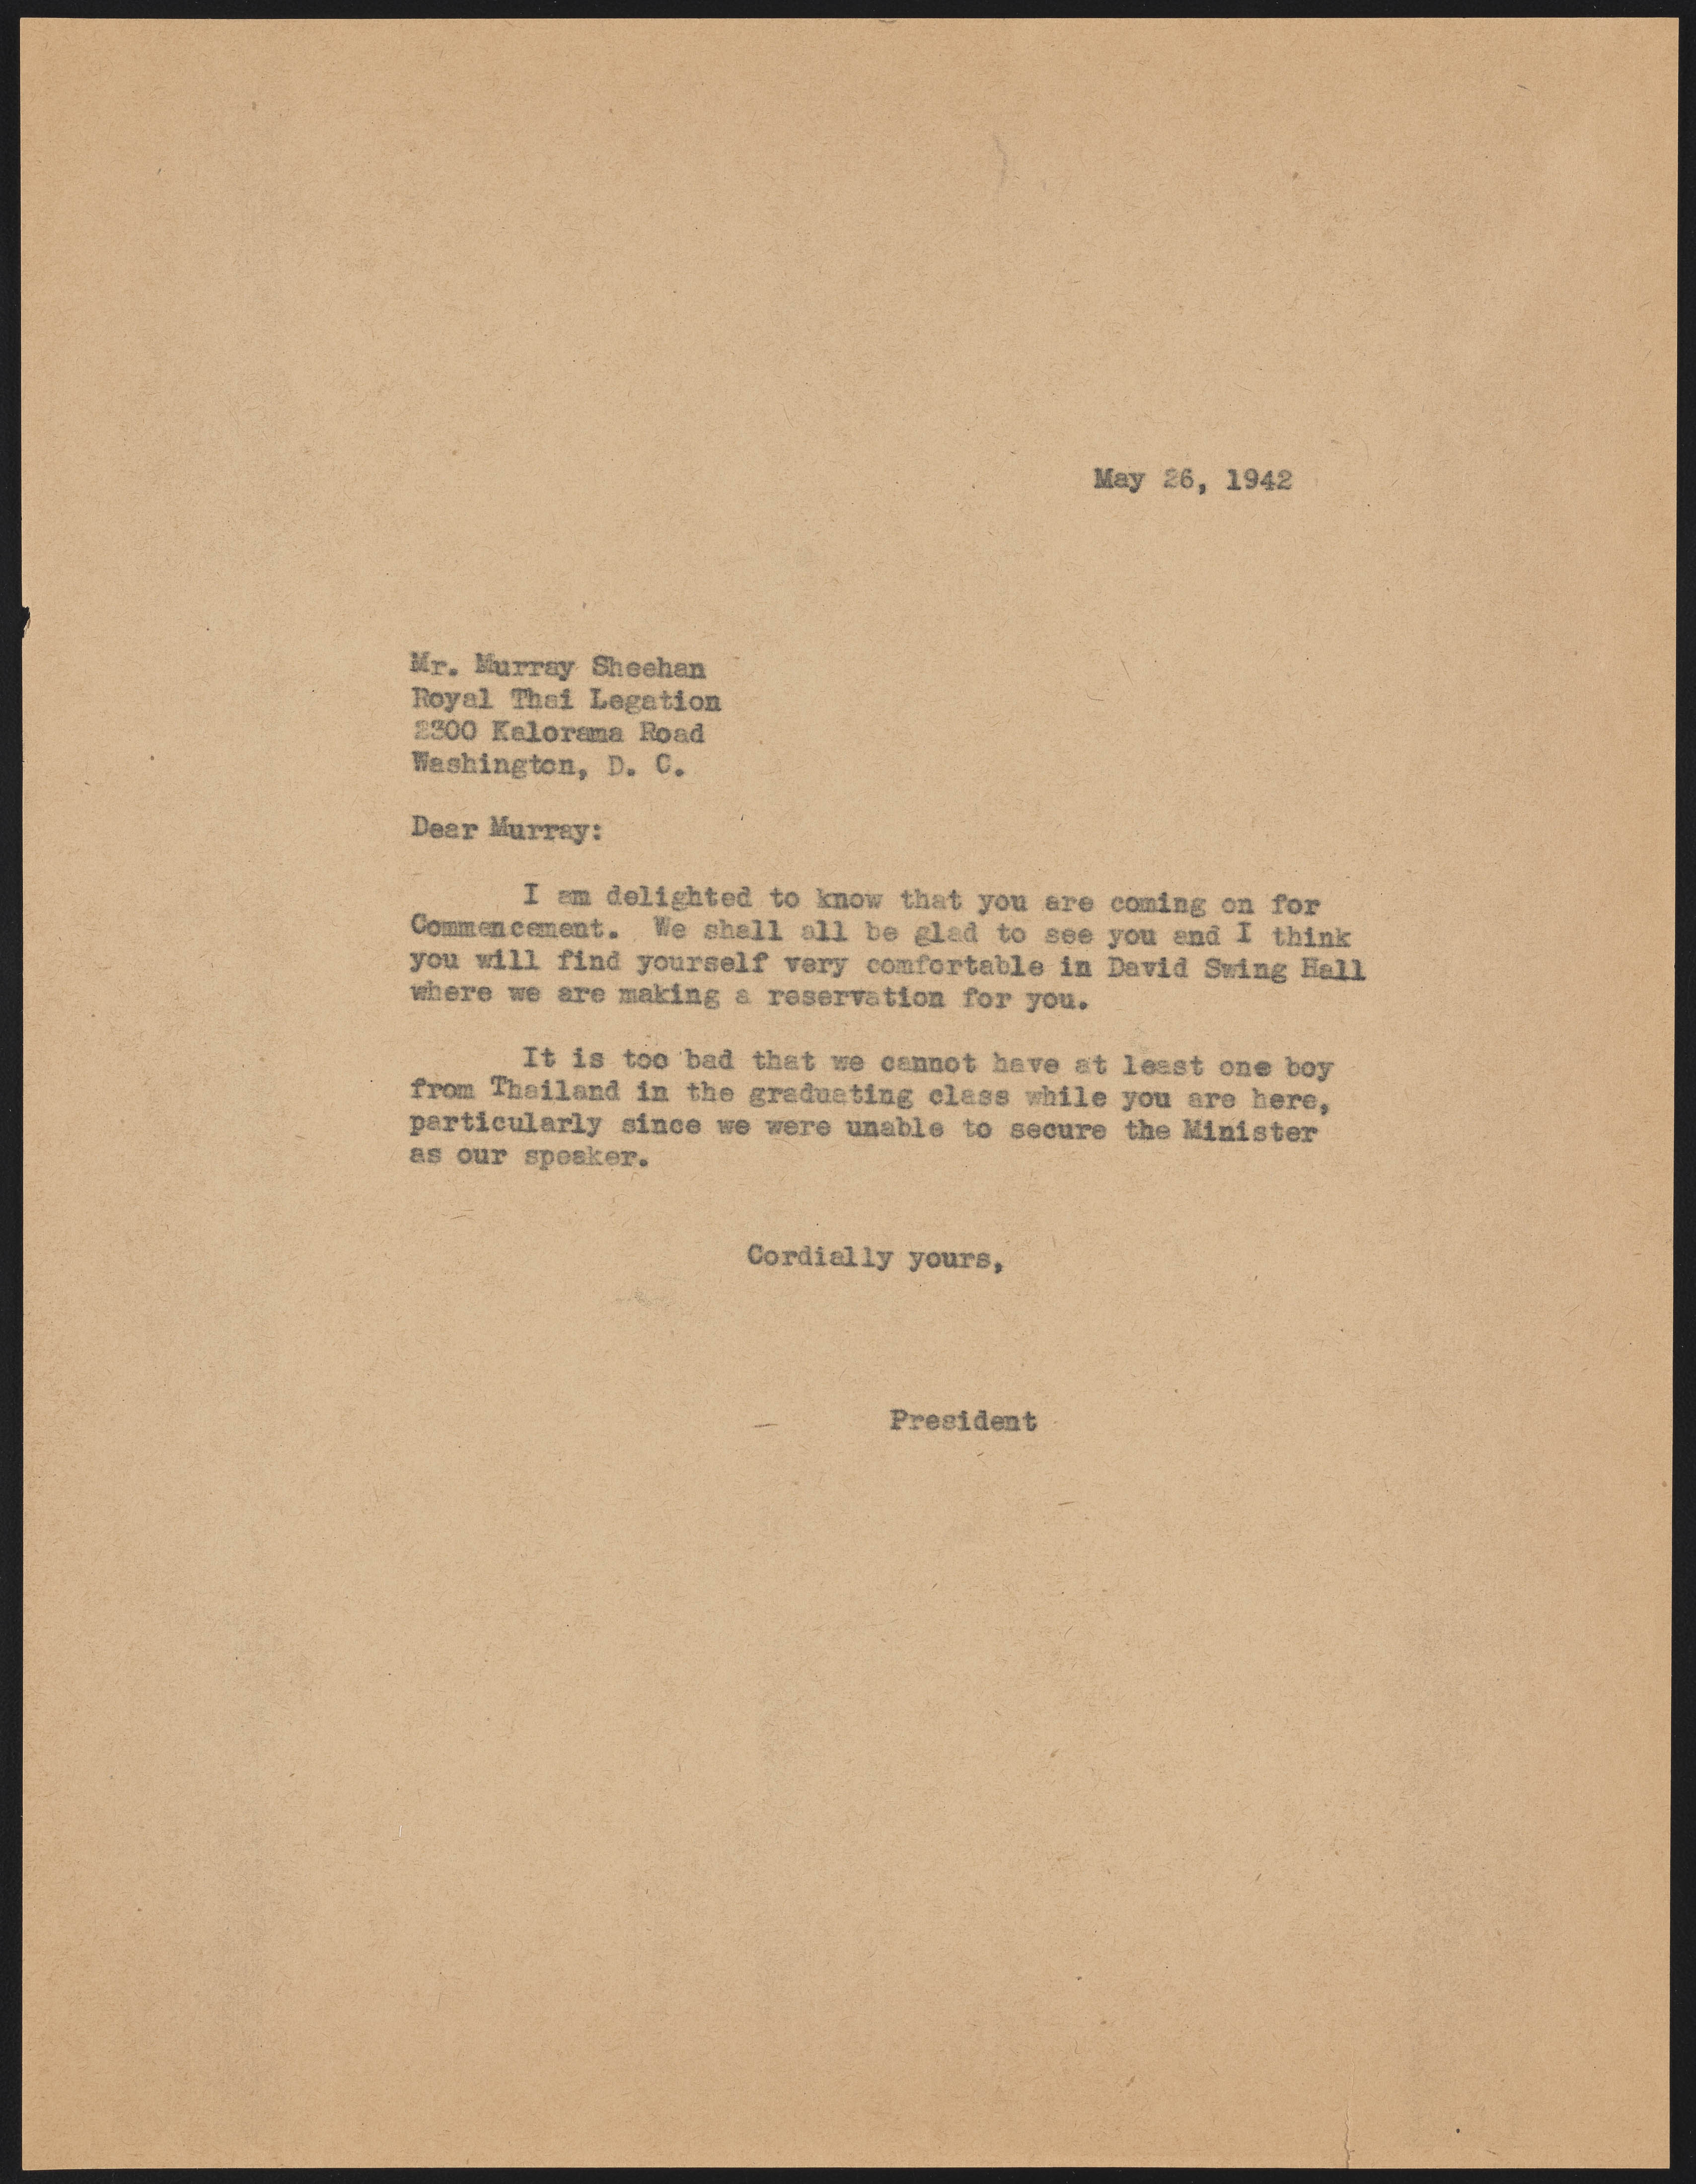 May 26, 1942
Mr. Murray Sheehan
Royal Thai Legation
2300 Kalorama Road
Washington, D. C.
Dear Murray:
I am delighted to know that you are coming on for
Commencement. We shall all be glad to see you and I think
you will find yourself very comfortable in David Swing Hall
where we are making a reservation for you.
It is too bad that we cannot have at least one boy
from Thailand in the graduating class while you are here,
particularly since we were unable to secure the Minister
as our speaker.
Cordially yours,
President